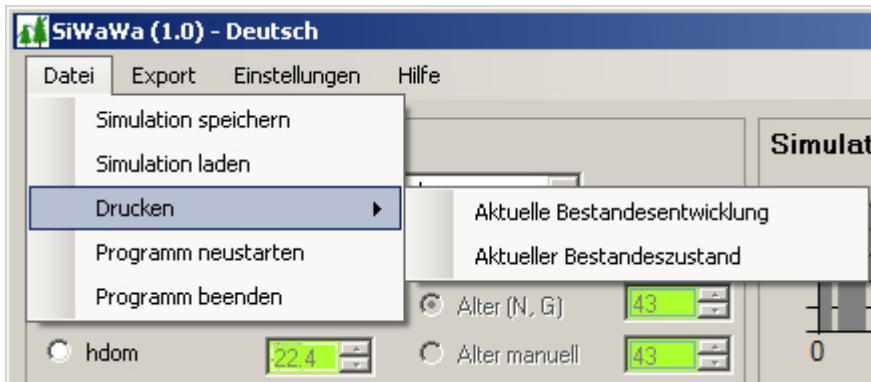 SiWaWa (1.0) - Deutsch
Datei Export Einstellungen Hilfe
Simulation speichern
Simulation laden
Drucken
Aktuelle Bestandesentwicklung
Aktueller Bestandeszustand
Programm neustarten
Programm beenden
Simulat
Alter (N, G) 43
hdom 22.4 Alter manuell 43
0